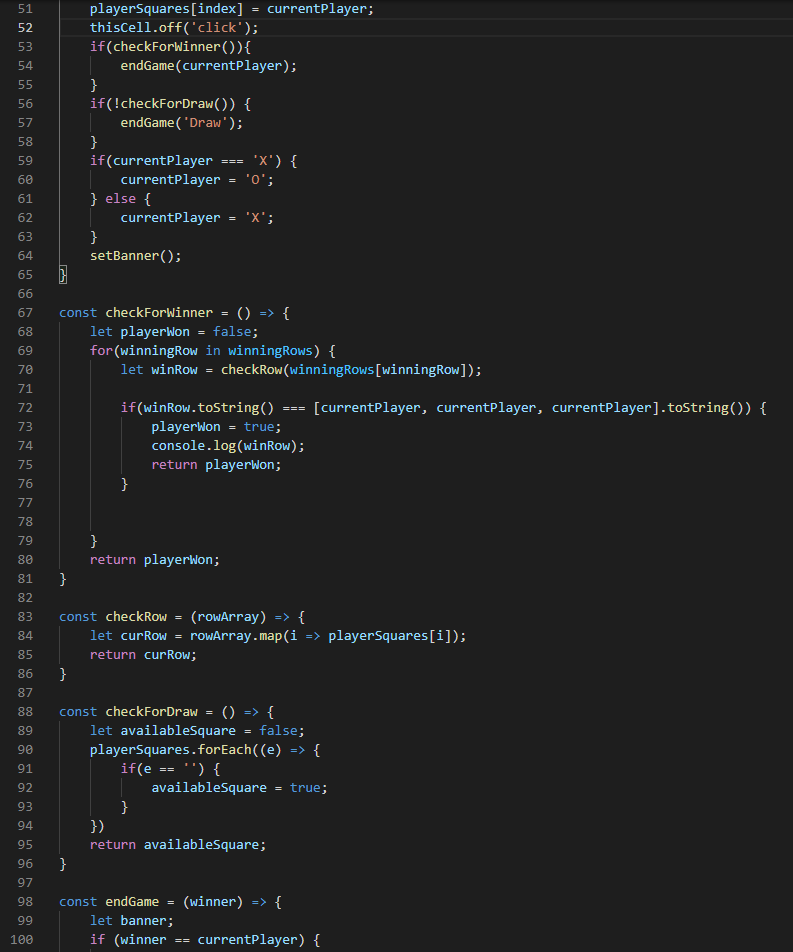 51 playerSquares[index] = currentPlayer;
52 thisCell.off('click');
53 if(checkForWinner()){
54 endGame(currentPlayer);
55 }
56 if(!checkForDraw()) {
57 endGame('Draw');
58 }
59 if(currentPlayer === 'X') {
60 currentPlayer = 'O';
61 } else {
62 currentPlayer = 'X';
63 }
64 setBanner();
65 }
66
67 const checkForWinner = () => {
68 let playerWon = false;
69 for(winningRow in winningRows) {
70 let winRow = checkRow(winningRows[winningRow]);
71
72 if(winRow.toString() === [currentPlayer, currentPlayer, currentPlayer].toString()) {
73 playerWon = true;
74 console.log(winRow);
75 return playerWon;
76 }
77
78
79 }
80 return playerWon;
81 }
82
83 const checkRow = (rowArray) => {
84 let curRow = rowArray.map(i => playerSquares[i]);
85 return curRow;
86 }
87
88 const checkForDraw = () => {
89 let availableSquare = false;
90 playerSquares.forEach((e) => {
91 if(e == '') {
92 availableSquare = true;
93 }
94 })
95 return availableSquare;
96 }
97
98 const endGame = (winner) => {
99 let banner;
100 if (winner == currentPlayer) {